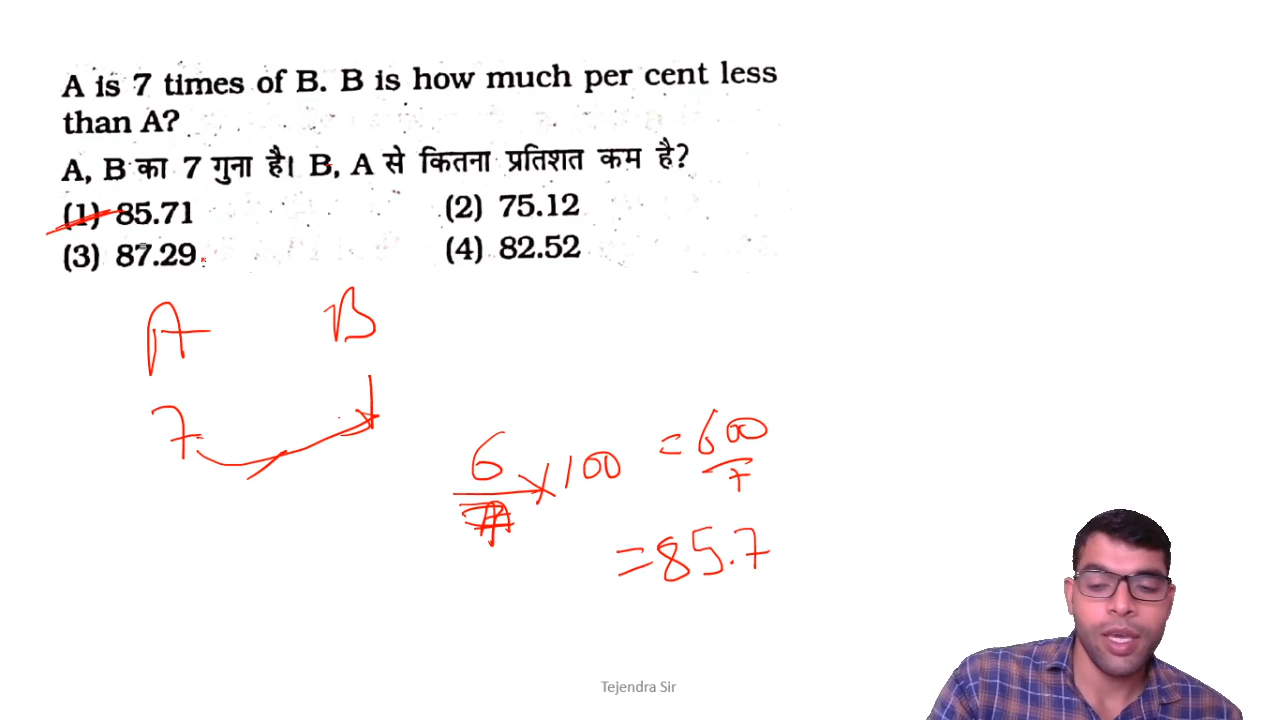 A is 7 times of B. B is how much per cent less
than A?
A, B का 7 गुना है। B, A से कितना प्रतिशत कम है?
(1) 85.71 (2) 75.12
(3) 87.29 (4) 82.52
A B
7 1
6/7 × 100 = 600/7
= 85.7
Tejendra Sir